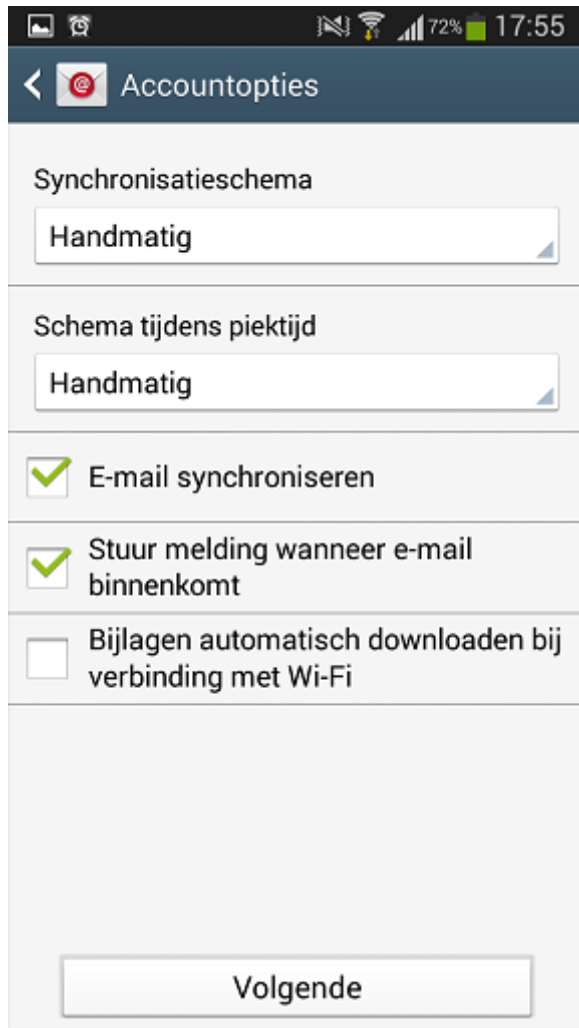 72% 17:55
Accountopties
Synchronisatieschema
Handmatig
Schema tijdens piektijd
Handmatig
E-mail synchroniseren
Stuur melding wanneer e-mail
binnenkomt
Bijlagen automatisch downloaden bij
verbinding met Wi-Fi
Volgende